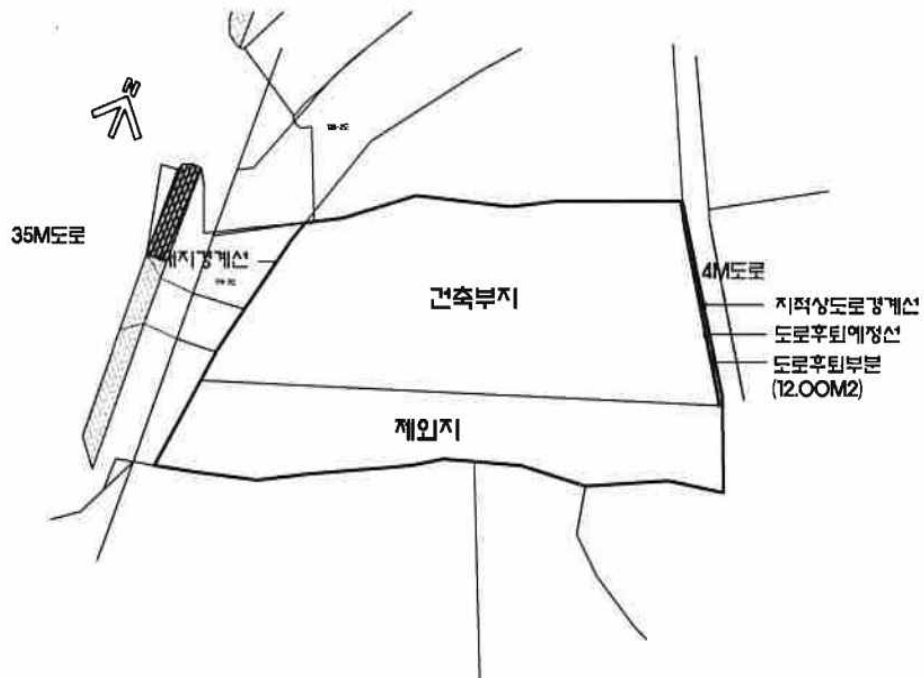 N
35M도로
대지경계선
건축부지
4M도로
지적상도로경계선
도로후퇴예정선
도로후퇴부분
(12.00M2)
제외지